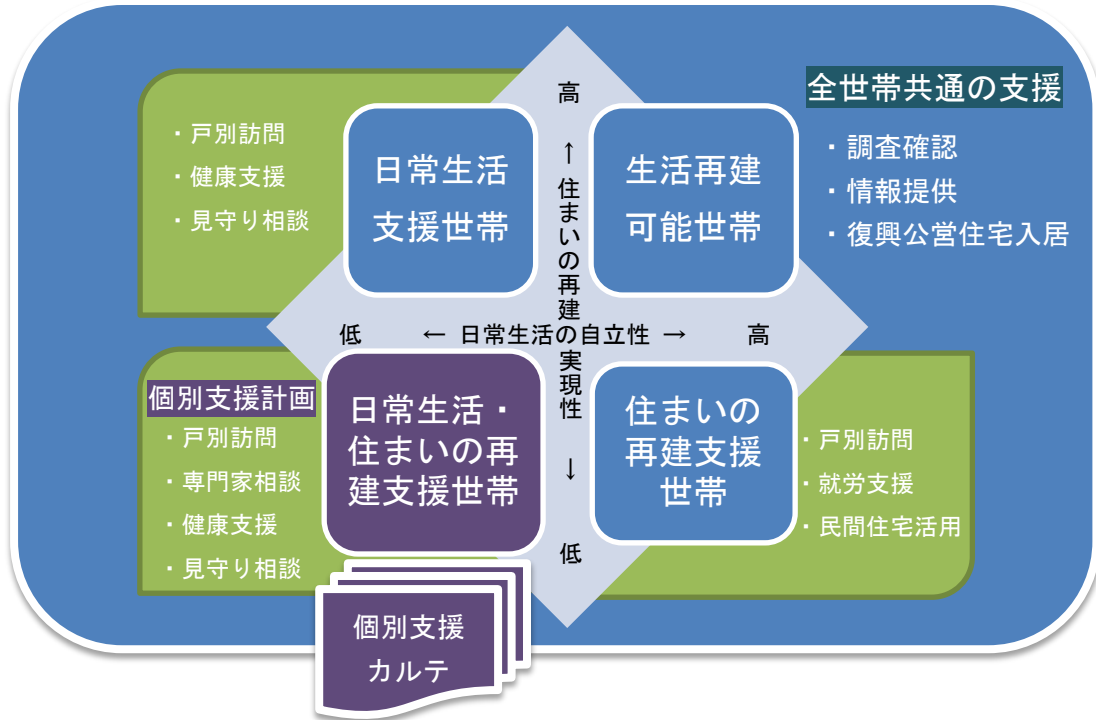 全世帯共通の支援
・調査確認
・情報提供
・復興公営住宅入居
・戸別訪問
・健康支援
・見守り相談
日常生活
支援世帯
生活再建
可能世帯
高
↑
住まいの再建
実現性
↓
低
低 ← 日常生活の自立性 → 高
個別支援計画
・戸別訪問
・専門家相談
・健康支援
・見守り相談
日常生活・
住まいの再
建支援世帯
住まいの
再建支援
世帯
・戸別訪問
・就労支援
・民間住宅活用
個別支援
カルテ